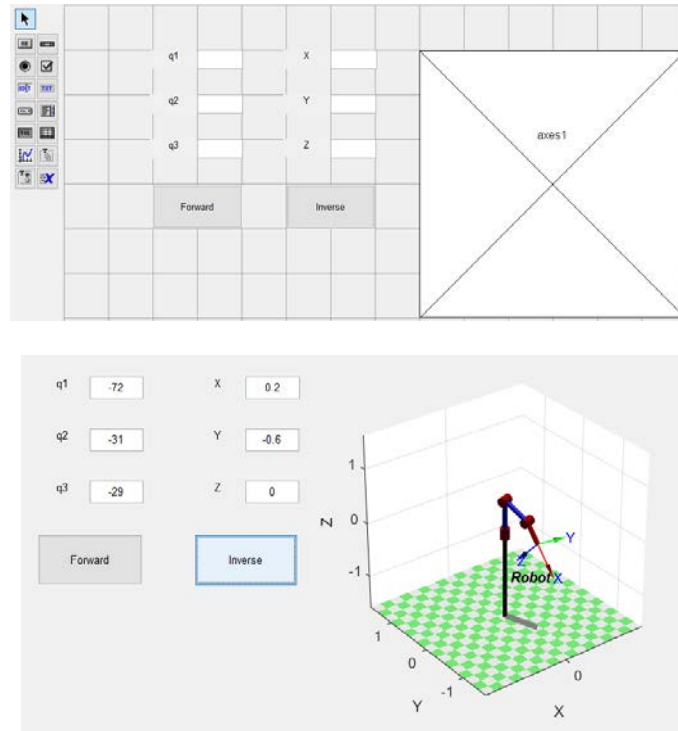 q1 X
q2 Y
axes1
q3 Z
Forward Inverse
q1 -72 X 0.2
q2 -31 Y -0.6
q3 -29 Z 0
Forward Inverse
1
0
-1
Z
Y
Z
Robot X
1
0
-1
Y
0
X